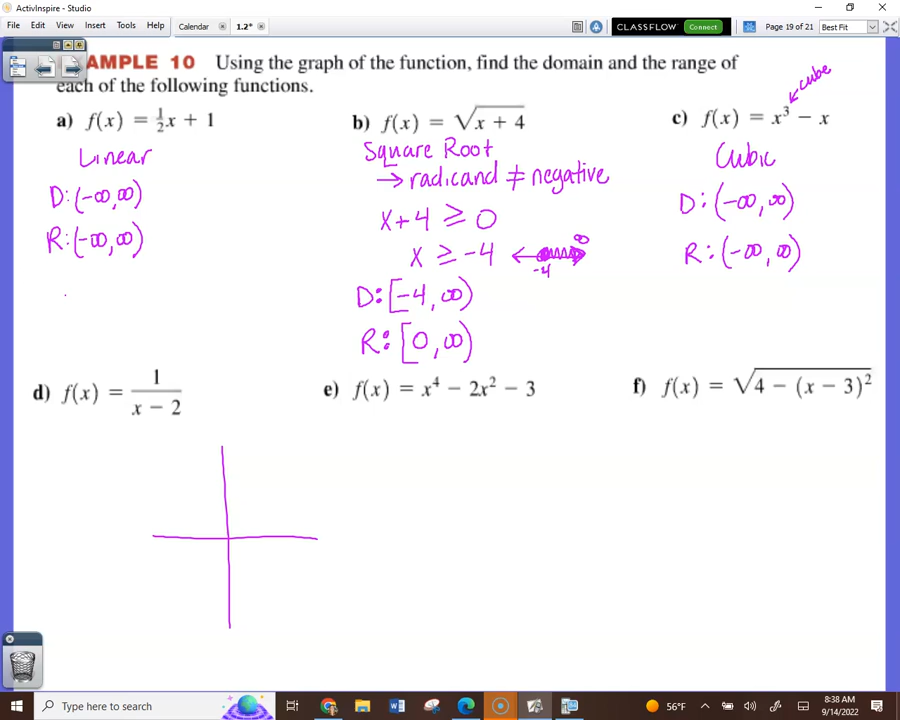 ActivInspire - Studio
File Edit View Insert Tools Help
Calendar
1.2*
CLASSFLOW Connect
Page 19 of 21
Best Fit
AMPLE 10 Using the graph of the function, find the domain and the range of
each of the following functions.
cube
a) f(x) = ½x + 1
b) f(x) = √(x + 4)
c) f(x) = x³ − x
Linear
D: (-∞, ∞)
R: (-∞, ∞)
Square Root
→ radicand ≠ negative
x+4 ≥ 0
x ≥ -4
∞
-4
D: [-4, ∞)
R: [0, ∞)
Cubic
D: (-∞, ∞)
R: (-∞, ∞)
d) f(x) = 1/(x − 2)
e) f(x) = x⁴ − 2x² − 3
f) f(x) = √(4 − (x − 3)²)
Type here to search
56°F
8:38 AM
9/14/2022